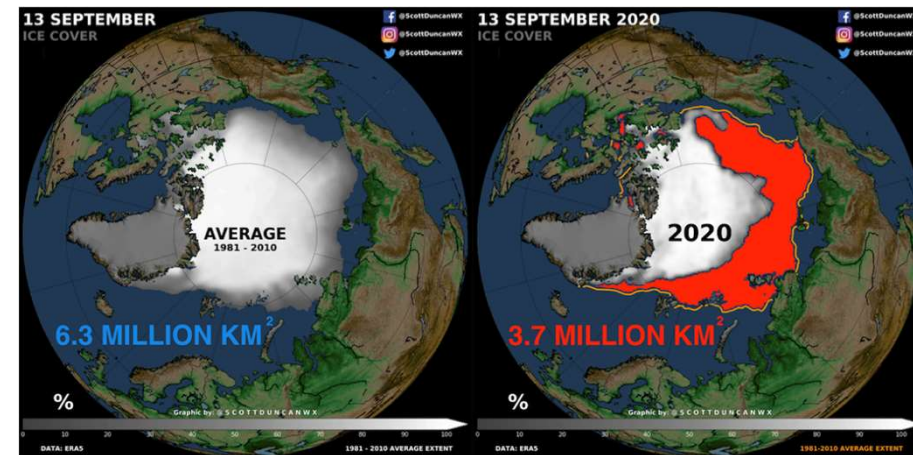 13 SEPTEMBER
ICE COVER
@ScottDuncanWX
@ScottDuncanWX
@ScottDuncanWX
AVERAGE
1981 - 2010
6.3 MILLION KM²
%
Graphic by: @SCOTTDUNCANWX
0 10 20 30 40 50 60 70 80 90 100
DATA: ERA5
1981 - 2010 AVERAGE EXTENT
13 SEPTEMBER 2020
ICE COVER
@ScottDuncanW
@ScottDuncanW
@ScottDuncanW
2020
3.7 MILLION KM²
%
Graphic by: @SCOTTDUNCANWX
0 10 20 30 40 50 60 70 80 90 100
DATA: ERA5
1981-2010 AVERAGE EXTENT